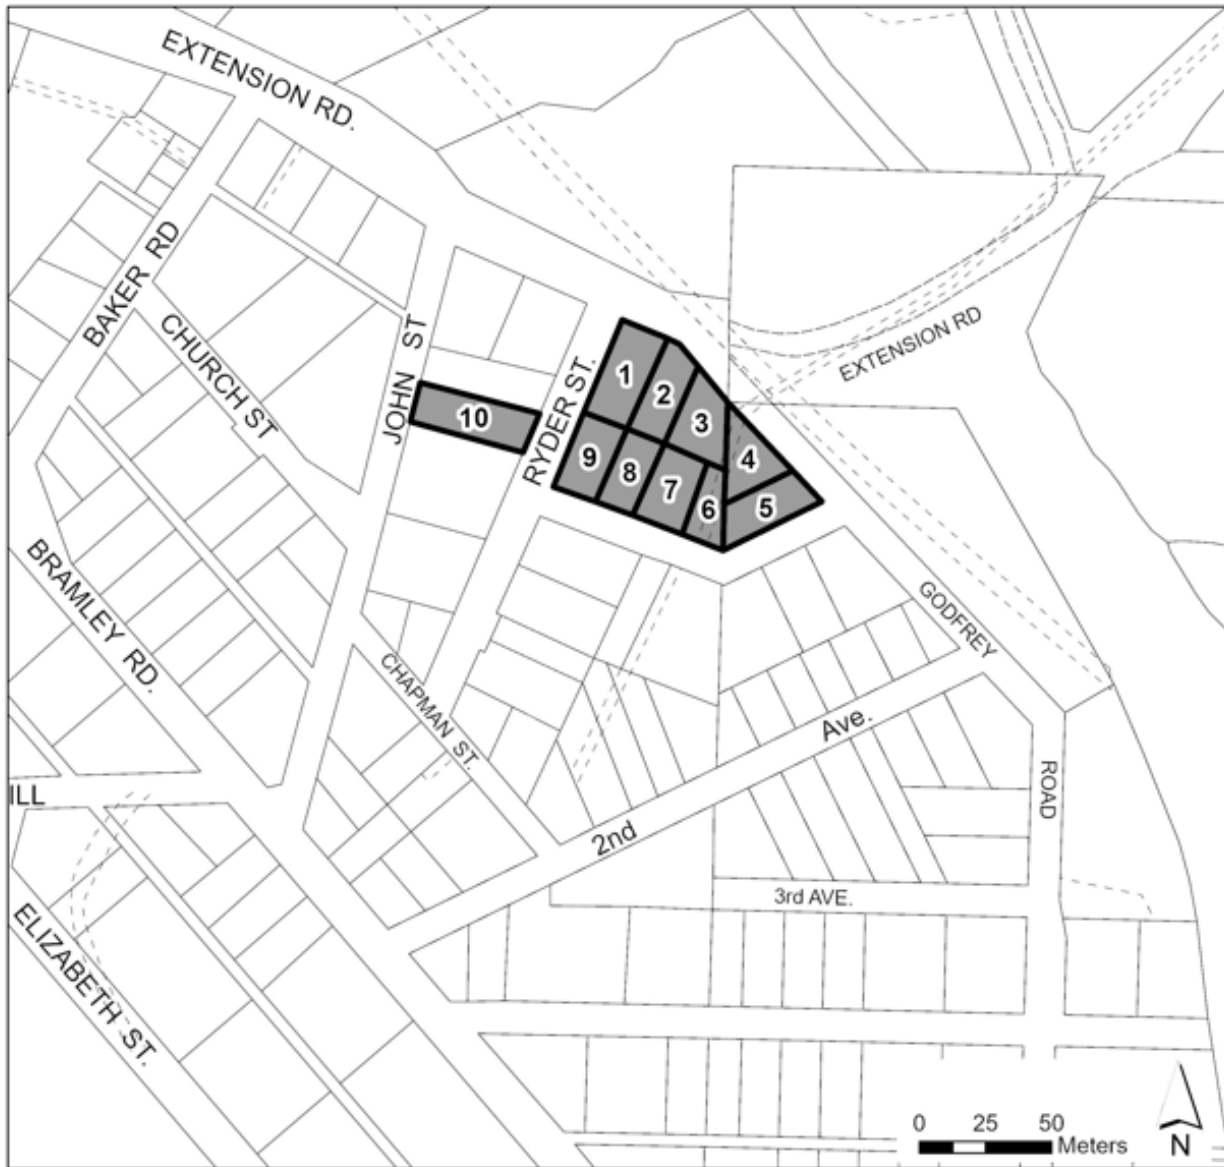 EXTENSION RD.
BAKER RD
CHURCH ST
JOHN ST
RYDER ST.
EXTENSION RD
1
2
3
4
5
6
7
8
9
10
BRAMLEY RD.
CHAPMAN ST.
GODFREY
ROAD
2nd Ave.
3rd AVE.
ILL
ELIZABETH ST.
0 25 50
Meters
N